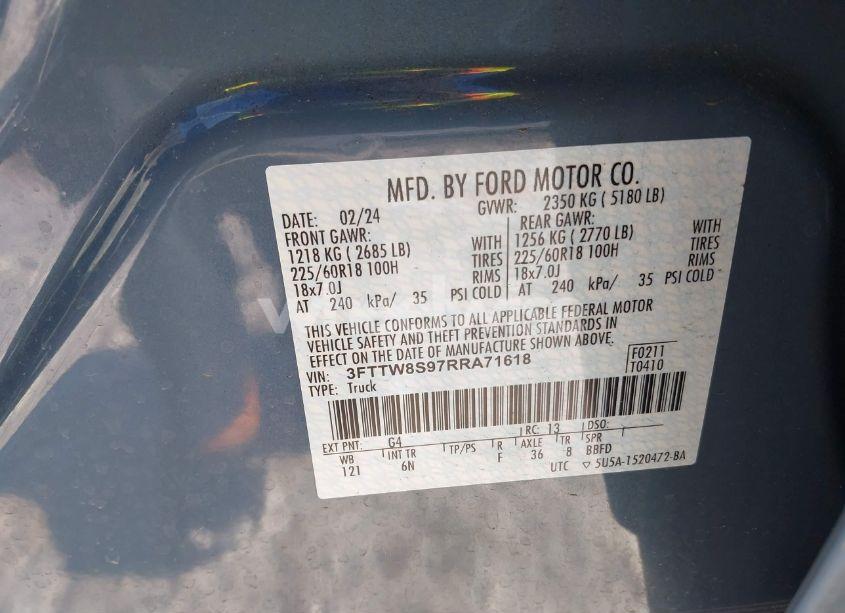 MFD. BY FORD MOTOR CO.
DATE: 02/24 GVWR: 2350 KG ( 5180 LB)
FRONT GAWR: REAR GAWR:
1218 KG ( 2685 LB) WITH 1256 KG ( 2770 LB) WITH
225/60R18 100H TIRES 225/60R18 100H TIRES
18x7.0J RIMS 18x7.0J RIMS
AT 240 kPa/ 35 PSI COLD AT 240 kPa/ 35 PSI COLD
THIS VEHICLE CONFORMS TO ALL APPLICABLE FEDERAL MOTOR
VEHICLE SAFETY AND THEFT PREVENTION STANDARDS IN
EFFECT ON THE DATE OF MANUFACTURE SHOWN ABOVE.
VIN: 3FTTW8S97RRA71618 F0211
TYPE: Truck T0410
EXT PNT: G4 RC: 13 DSO:
WB INT TR TP/PS R AXLE TR SPR
121 6N F 36 8 BBFD
UTC ▽ 5U5A-1520472-BA